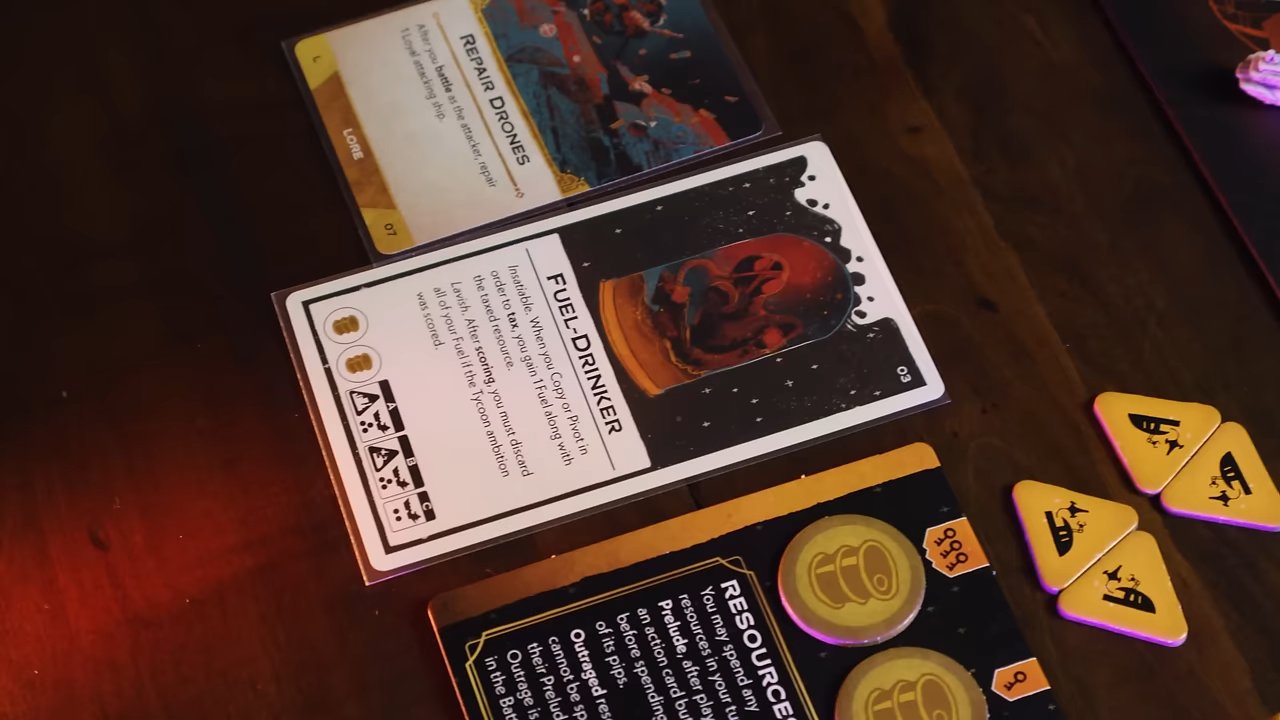 REPAIR DRONES
After you battle as the attacker, repair
1 Loyal attacking ship.
L
LORE
07
03
FUEL-DRINKER
Insatiable. When you Copy or Pivot in
order to tax, you gain 1 Fuel along with
the taxed resource.
Lavish. After scoring, you must discard
all of your Fuel if the Tycoon ambition
was scored.
A
B
C
RESOURCES
You may spend any
resources in your tu
Prelude, after play
an action card but
before spending
of its pips.
Outraged res
cannot be sp
their Prelud
Outrage is
in the Bat